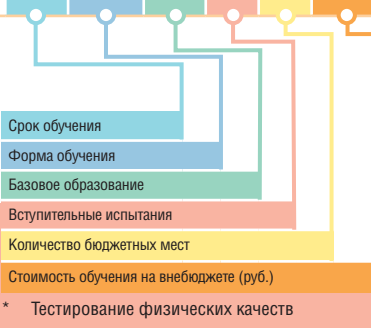 Срок обучения
Форма обучения
Базовое образование
Вступительные испытания
Количество бюджетных мест
Стоимость обучения на внебюджете (руб.)
* Тестирование физических качеств